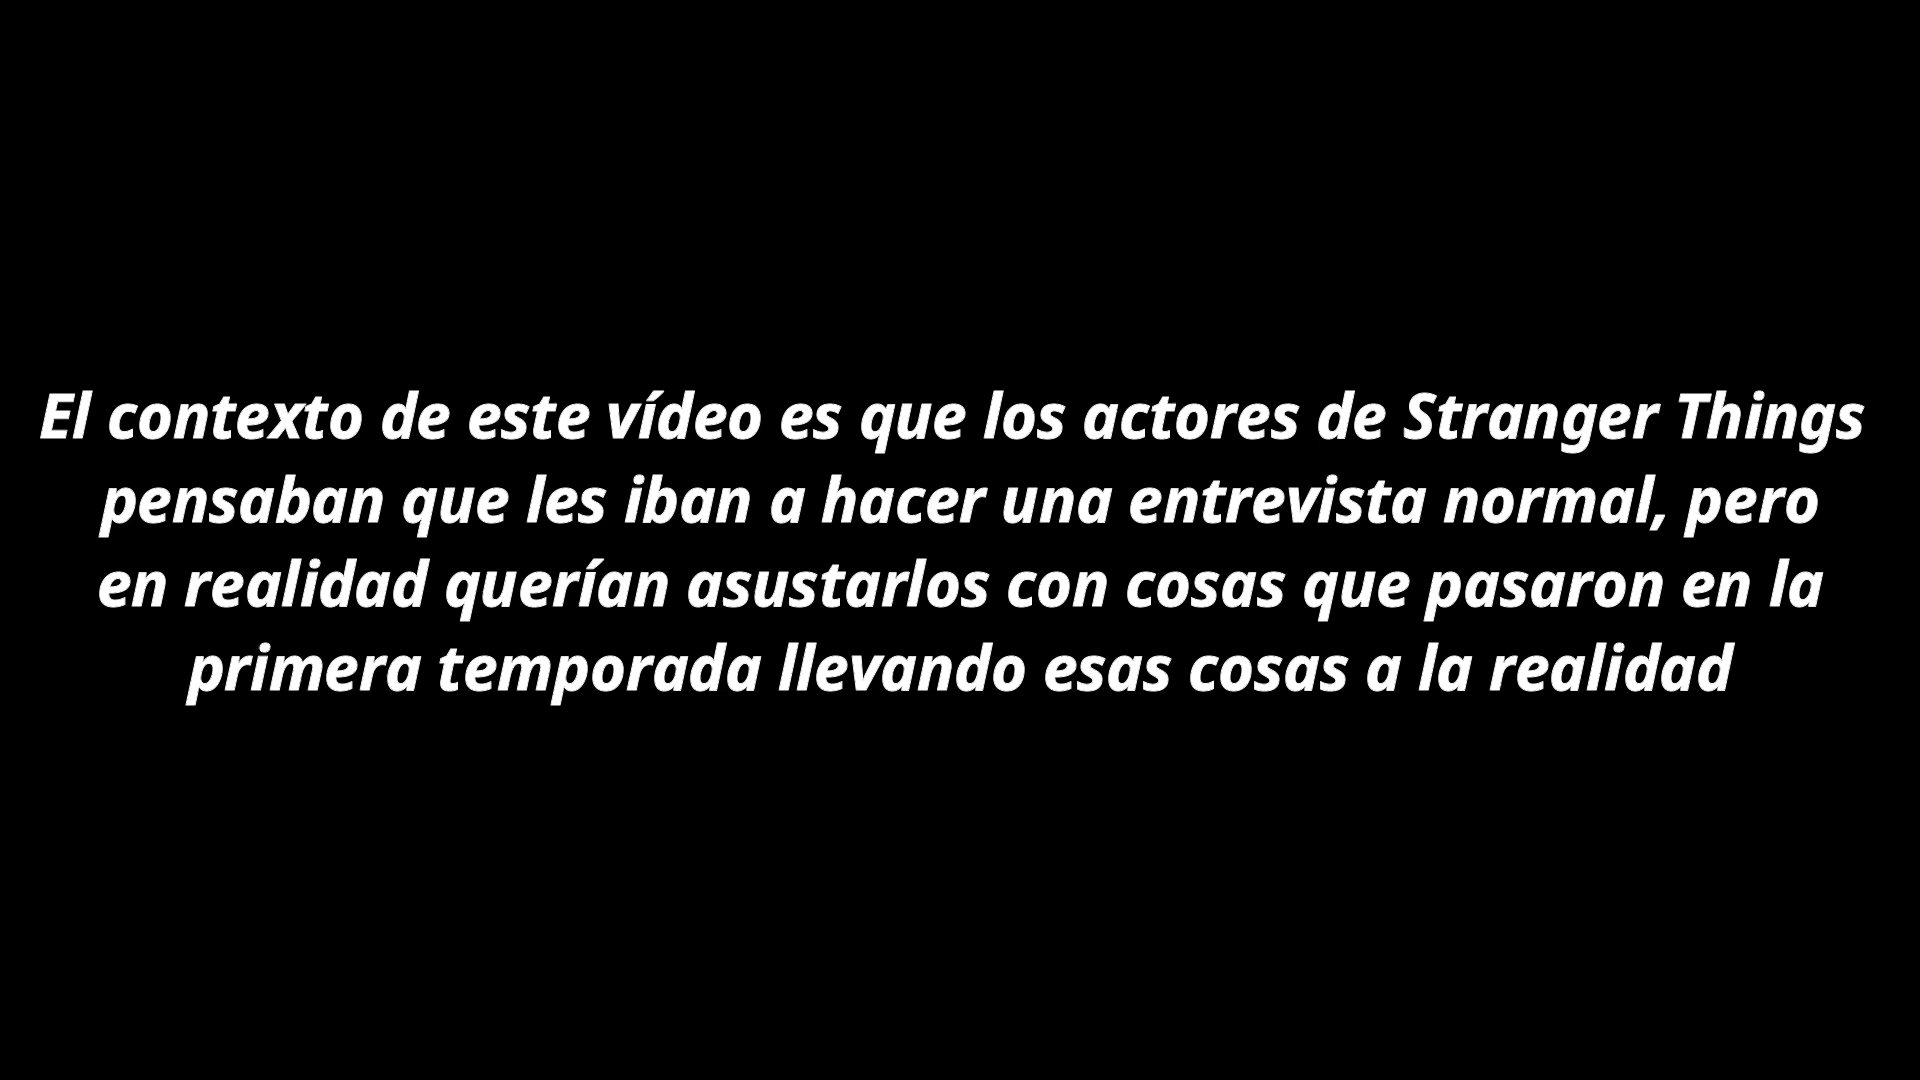 El contexto de este vídeo es que los actores de Stranger Things
pensaban que les iban a hacer una entrevista normal, pero
en realidad querían asustarlos con cosas que pasaron en la
primera temporada llevando esas cosas a la realidad